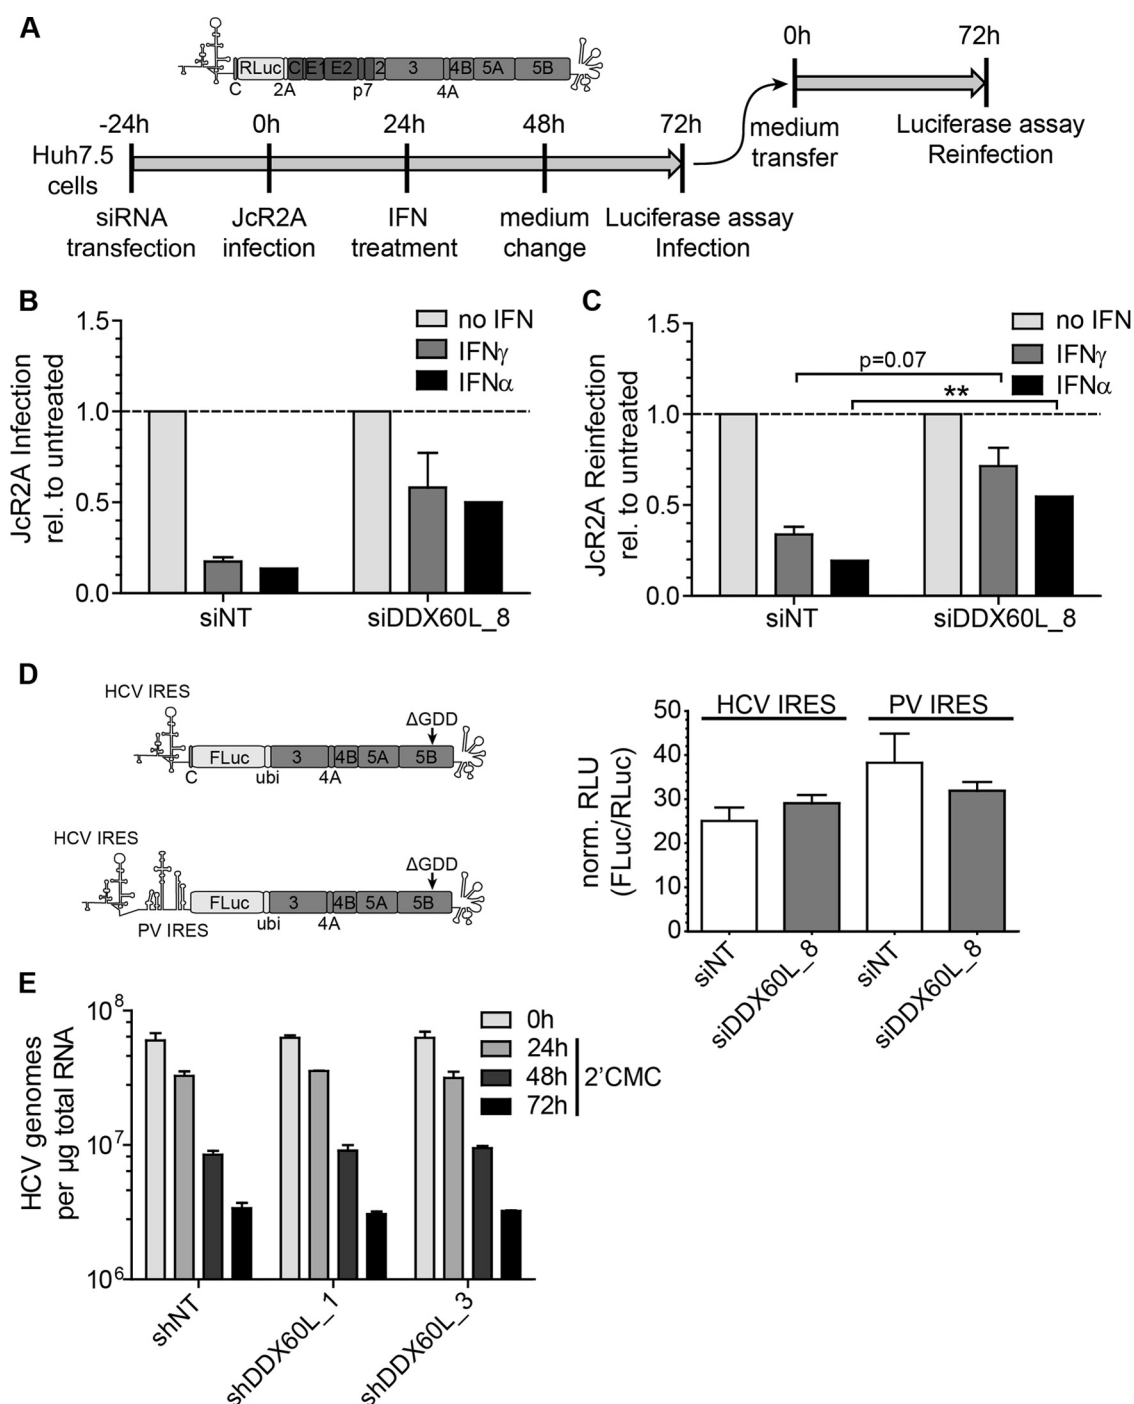 A
RLuc C E1 E2 2 3 4B 5A 5B
C 2A p7 4A
0h 72h
medium
transfer
Luciferase assay
Reinfection
-24h 0h 24h 48h 72h
Huh7.5
cells
siRNA
transfection
JcR2A
infection
IFN
treatment
medium
change
Luciferase assay
Infection
B
JcR2A Infection
rel. to untreated
1.5
1.0
0.5
0.0
no IFN
IFNγ
IFNα
siNT siDDX60L_8
C
JcR2A Reinfection
rel. to untreated
1.5
1.0
0.5
0.0
no IFN
IFNγ
IFNα
p=0.07
**
siNT siDDX60L_8
D
HCV IRES
ΔGDD
FLuc 3 4B 5A 5B
C ubi 4A
HCV IRES
ΔGDD
FLuc 3 4B 5A 5B
PV IRES ubi 4A
norm. RLU
(FLuc/RLuc)
50
40
30
20
10
0
HCV IRES PV IRES
siNT siDDX60L_8 siNT siDDX60L_8
E
HCV genomes
per µg total RNA
10⁸
10⁷
10⁶
0h
24h
48h
72h
2'CMC
shNT shDDX60L_1 shDDX60L_3